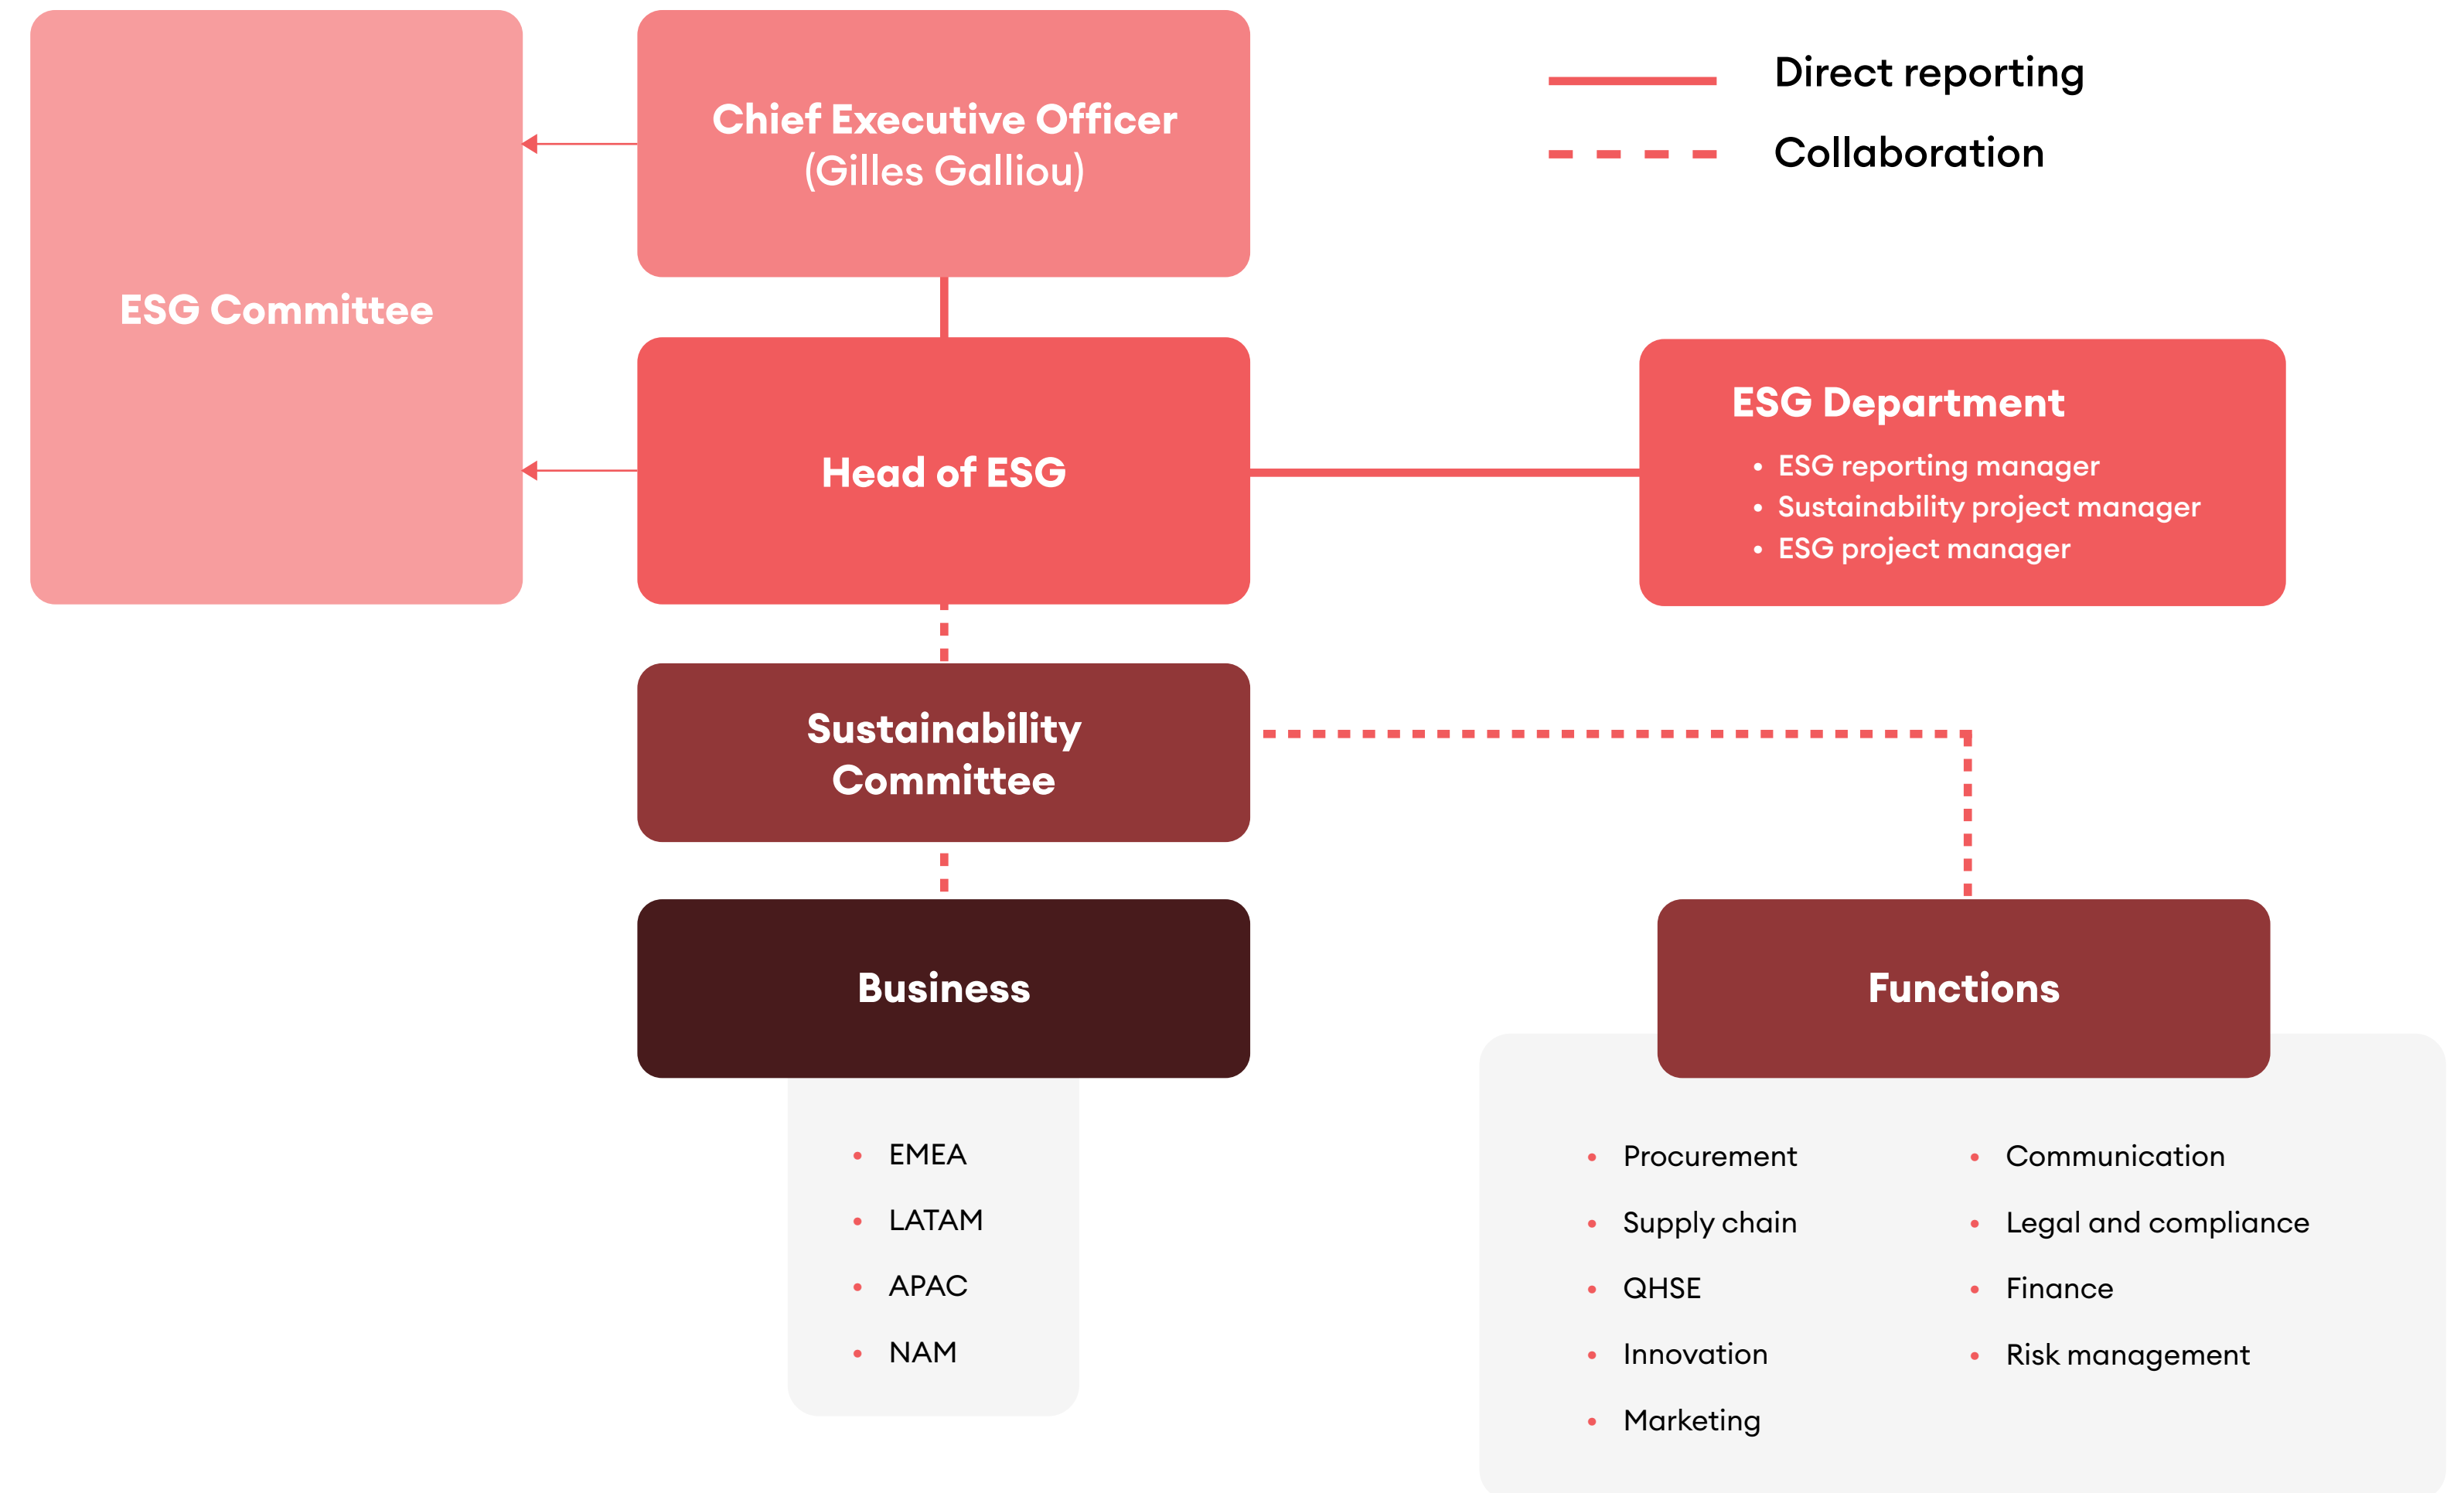 ESG Committee
Chief Executive Officer
(Gilles Galliou)
Direct reporting
Collaboration
Head of ESG
ESG Department
• ESG reporting manager
• Sustainability project manager
• ESG project manager
Sustainability
Committee
Business
• EMEA
• LATAM
• APAC
• NAM
Functions
• Procurement
• Supply chain
• QHSE
• Innovation
• Marketing
• Communication
• Legal and compliance
• Finance
• Risk management